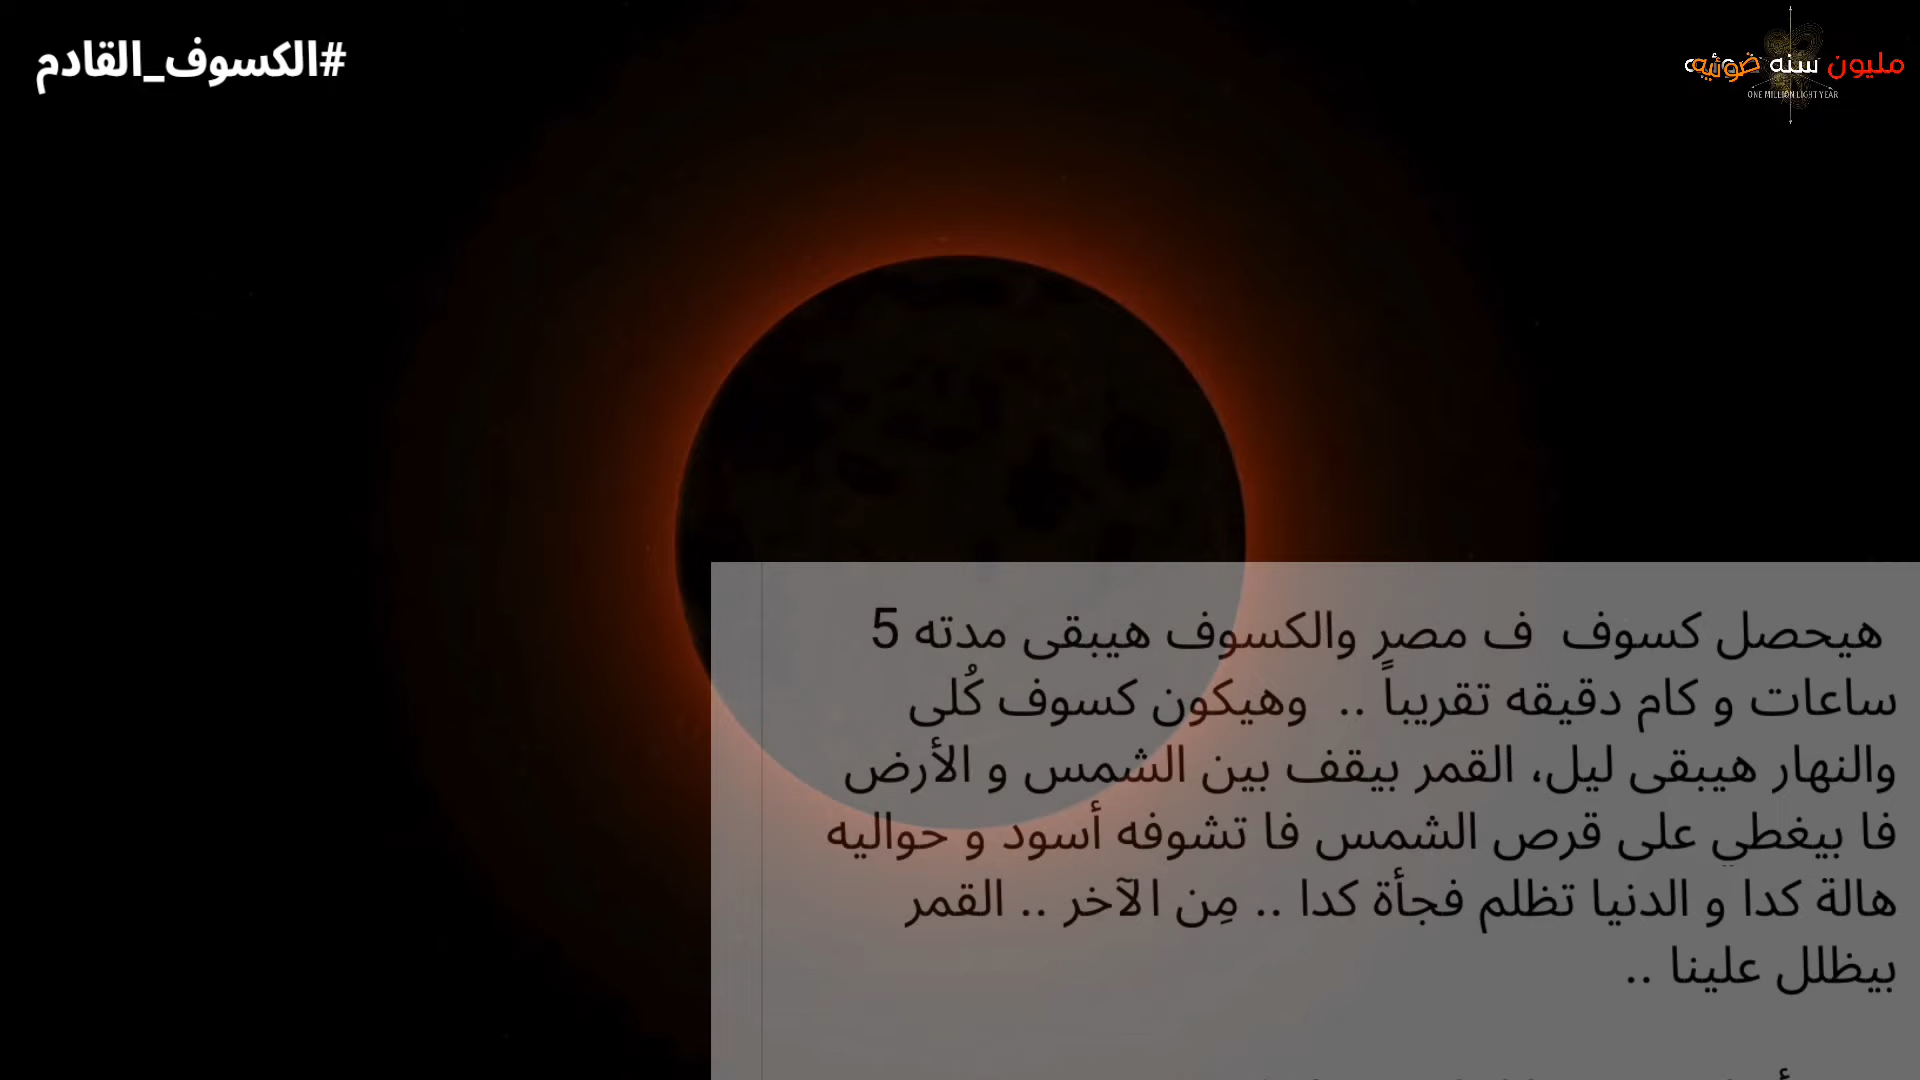 #الكسوف_القادم
مليون سنه ضوئيه
ONE MILLION LIGHT YEAR
هيحصل كسوف ف مصر والكسوف هيبقى مدته 5
ساعات و كام دقيقه تقريباً .. وهيكون كسوف كُلى
والنهار هيبقى ليل، القمر بيقف بين الشمس و الأرض
فا بيغطي على قرص الشمس فا تشوفه أسود و حواليه
هالة كدا و الدنيا تظلم فجأة كدا .. مِن الآخر .. القمر
بيظلل علينا ..